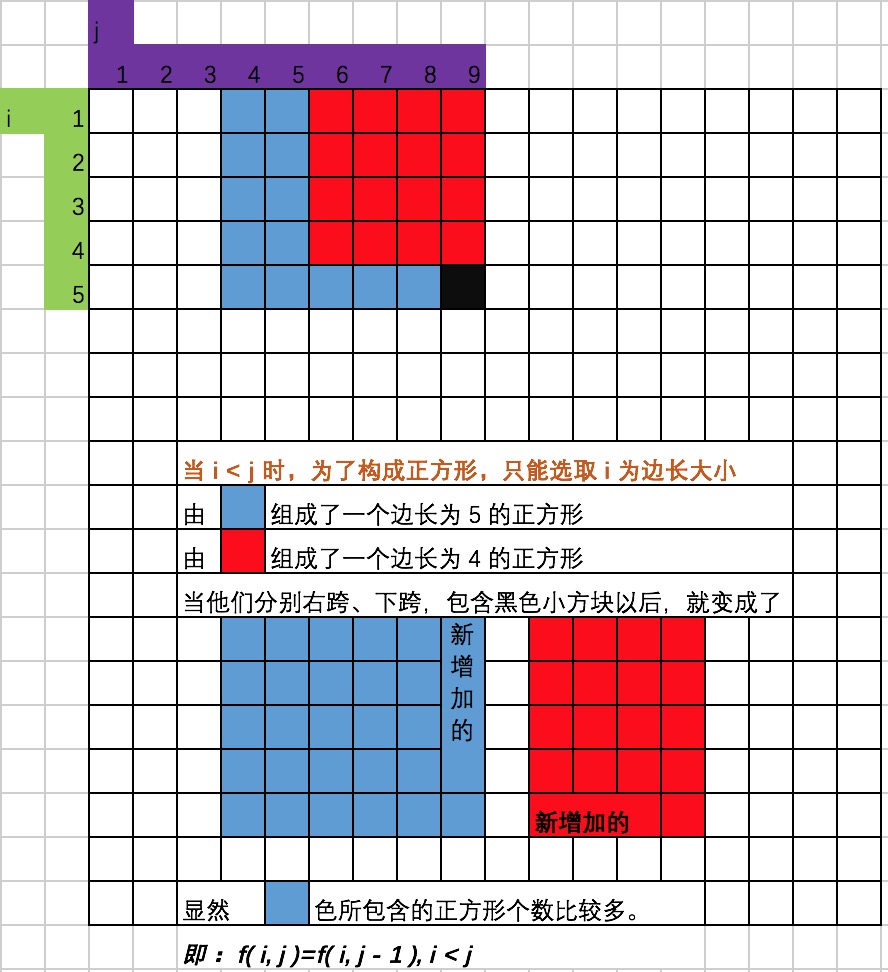 j
1 2 3 4 5 6 7 8 9
i 1
2
3
4
5
当 i < j 时，为了构成正方形，只能选取 i 为边长大小
由 组成了一个边长为 5 的正方形
由 组成了一个边长为 4 的正方形
当他们分别右跨、下跨，包含黑色小方块以后，就变成了
新
增
加
的
新增加的
显然 色所包含的正方形个数比较多。
即：f( i, j )=f( i, j - 1 ), i < j